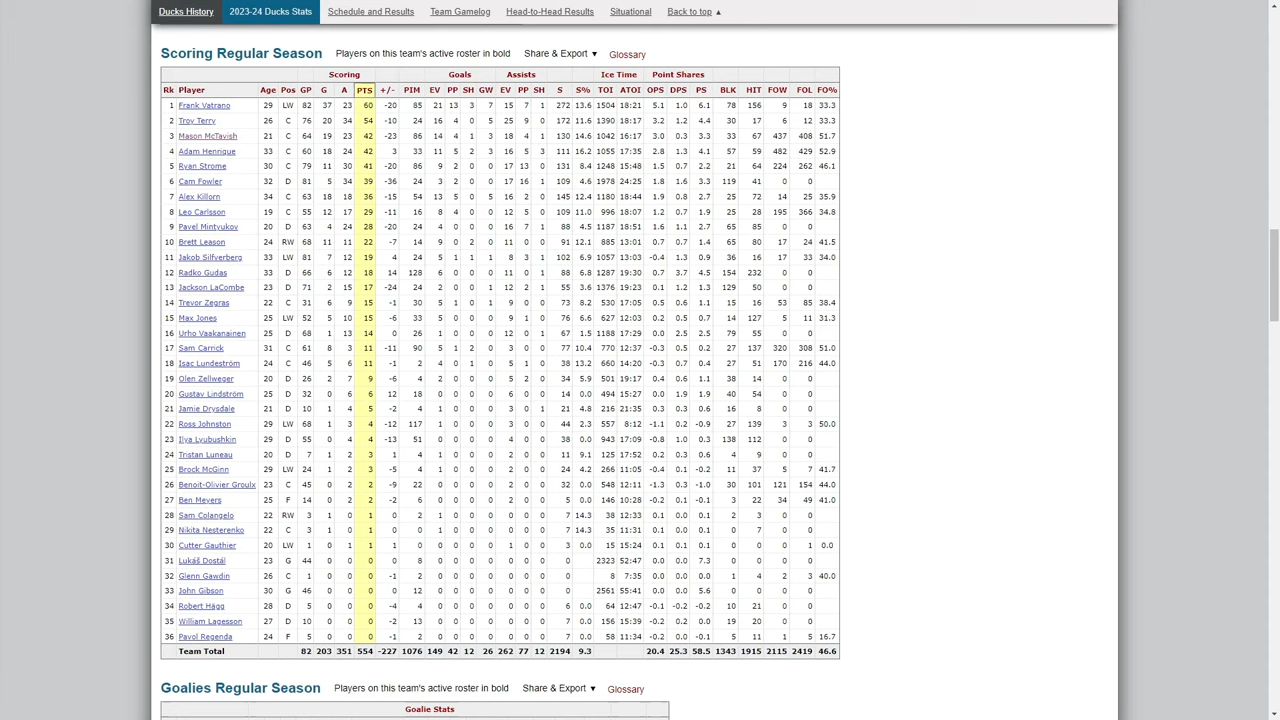 Ducks History 2023-24 Ducks Stats Schedule and Results Team Gamelog Head-to-Head Results Situational Back to top ▲
Scoring Regular Season Players on this team's active roster in bold Share & Export ▼ Glossary
Scoring Goals Assists Ice Time Point Shares
Rk Player Age Pos GP G A PTS +/- PIM EV PP SH GW EV PP SH S S% TOI ATOI OPS DPS PS BLK HIT FOW FOL FO%
1 Frank Vatrano 29 LW 82 37 23 60 -20 85 21 13 3 7 15 7 1 272 13.6 1504 18:21 5.1 1.0 6.1 78 156 9 18 33.3
2 Troy Terry 26 C 76 20 34 54 -10 24 16 4 0 5 25 9 0 172 11.6 1390 18:17 3.2 1.2 4.4 30 17 6 12 33.3
3 Mason McTavish 21 C 64 19 23 42 -23 86 14 4 1 3 18 4 1 130 14.6 1042 16:17 3.0 0.3 3.3 33 67 437 408 51.7
4 Adam Henrique 33 C 60 18 24 42 3 33 11 5 2 3 16 5 3 111 16.2 1055 17:35 2.8 1.3 4.1 57 59 482 429 52.9
5 Ryan Strome 30 C 79 11 30 41 -20 86 9 2 0 0 17 13 0 131 8.4 1248 15:48 1.5 0.7 2.2 21 64 224 262 46.1
6 Cam Fowler 32 D 81 5 34 39 -36 24 3 2 0 0 17 16 1 109 4.6 1978 24:25 1.8 1.6 3.3 119 41 0 0
7 Alex Killorn 34 C 63 18 18 36 -15 54 13 5 0 5 16 2 0 145 12.4 1180 18:44 1.9 0.8 2.7 25 72 14 25 35.9
8 Leo Carlsson 19 C 55 12 17 29 -11 16 8 4 0 0 12 5 0 109 11.0 996 18:07 1.2 0.7 1.9 25 28 195 366 34.8
9 Pavel Mintyukov 20 D 63 4 24 28 -20 24 4 0 0 0 16 7 1 88 4.5 1187 18:51 1.6 1.1 2.7 65 85 0 0
10 Brett Leason 24 RW 68 11 11 22 -7 14 9 0 2 0 11 0 0 91 12.1 885 13:01 0.7 0.7 1.4 65 80 17 24 41.5
11 Jakob Silfverberg 33 LW 81 7 12 19 4 24 5 1 1 1 8 3 1 102 6.9 1057 13:03 -0.4 1.3 0.9 36 16 17 33 34.0
12 Radko Gudas 33 D 66 6 12 18 14 128 6 0 0 0 11 0 1 88 6.8 1287 19:30 1.3 3.7 4.5 154 232 0 0
13 Jackson LaCombe 23 D 71 2 15 17 -24 24 2 0 0 1 12 2 1 55 3.6 1376 19:23 0.1 1.2 1.3 129 50 0 0
14 Trevor Zegras 22 C 31 6 9 15 -1 30 5 1 0 1 9 0 0 73 8.2 530 17:05 0.5 0.6 1.1 15 16 53 85 38.4
15 Max Jones 25 LW 52 5 10 15 -6 33 5 0 0 0 9 1 0 76 6.6 627 12:03 0.2 0.5 0.7 14 127 5 11 31.3
16 Urho Vaakanainen 25 D 68 1 13 14 0 26 1 0 0 0 12 0 1 67 1.5 1188 17:29 0.0 2.5 2.5 79 55 0 0
17 Sam Carrick 31 C 61 8 3 11 -11 90 5 1 2 0 3 0 0 77 10.4 770 12:37 -0.3 0.5 0.2 27 137 320 308 51.0
18 Isac Lundeström 24 C 46 5 6 11 -1 2 4 0 1 0 5 1 0 38 13.2 660 14:20 -0.3 0.7 0.4 27 51 170 216 44.0
19 Olen Zellweger 20 D 26 2 7 9 -6 4 2 0 0 0 5 2 0 34 5.9 501 19:17 0.4 0.6 1.1 38 14 0 0
20 Gustav Lindström 25 D 32 0 6 6 12 18 0 0 0 0 6 0 0 14 0.0 494 15:27 0.0 1.9 1.9 40 54 0 0
21 Jamie Drysdale 21 D 10 1 4 5 -2 4 1 0 0 0 3 0 1 21 4.8 216 21:35 0.3 0.3 0.6 16 8 0 0
22 Ross Johnston 29 LW 68 1 3 4 -12 117 1 0 0 0 3 0 0 44 2.3 557 8:12 -1.1 0.2 -0.9 27 139 3 3 50.0
23 Ilya Lyubushkin 29 D 55 0 4 4 -13 51 0 0 0 0 4 0 0 38 0.0 943 17:09 -0.8 1.0 0.3 138 112 0 0
24 Tristan Luneau 20 D 7 1 2 3 1 4 1 0 0 0 2 0 0 11 9.1 125 17:52 0.2 0.3 0.6 4 9 0 0
25 Brock McGinn 29 LW 24 1 2 3 -5 4 1 0 0 0 2 0 0 24 4.2 266 11:05 -0.4 0.1 -0.2 11 37 5 7 41.7
26 Benoit-Olivier Groulx 23 C 45 0 2 2 -9 22 0 0 0 0 2 0 0 32 0.0 548 12:11 -1.3 0.3 -1.0 30 101 121 154 44.0
27 Ben Meyers 25 F 14 0 2 2 -2 6 0 0 0 0 2 0 0 5 0.0 146 10:28 -0.2 0.1 -0.1 3 22 34 49 41.0
28 Sam Colangelo 22 RW 3 1 0 1 0 2 1 0 0 0 0 0 0 7 14.3 38 12:33 0.1 0.0 0.1 2 3 0 0
29 Nikita Nesterenko 22 C 3 1 0 1 0 0 1 0 0 0 0 0 0 7 14.3 35 11:31 0.1 0.0 0.1 0 7 0 0
30 Cutter Gauthier 20 LW 1 0 1 1 1 0 0 0 0 0 1 0 0 3 0.0 15 15:24 0.1 0.1 0.1 0 0 0 1 0.0
31 Lukáš Dostál 23 G 44 0 0 0 0 8 0 0 0 0 0 0 0 0 2323 52:47 0.0 0.0 7.3 0 0 0 0
32 Glenn Gawdin 26 C 1 0 0 0 -1 2 0 0 0 0 0 0 0 0 8 7:35 0.0 0.0 0.0 1 4 2 3 40.0
33 John Gibson 30 G 46 0 0 0 0 12 0 0 0 0 0 0 0 0 2561 55:41 0.0 0.0 5.6 0 0 0 0
34 Robert Hägg 28 D 5 0 0 0 -4 4 0 0 0 0 0 0 0 6 0.0 64 12:47 -0.1 -0.2 -0.2 10 21 0 0
35 William Lagesson 27 D 10 0 0 0 -2 13 0 0 0 0 0 0 0 7 0.0 156 15:39 -0.2 0.2 0.0 19 20 0 0
36 Pavol Regenda 24 F 5 0 0 0 -1 2 0 0 0 0 0 0 0 7 0.0 58 11:34 -0.2 0.0 -0.1 5 11 1 5 16.7
Team Total 82 203 351 554 -227 1076 149 42 12 26 262 77 12 2194 9.3 20.4 25.3 58.5 1343 1915 2115 2419 46.6
Goalies Regular Season Players on this team's active roster in bold Share & Export ▼ Glossary
Goalie Stats